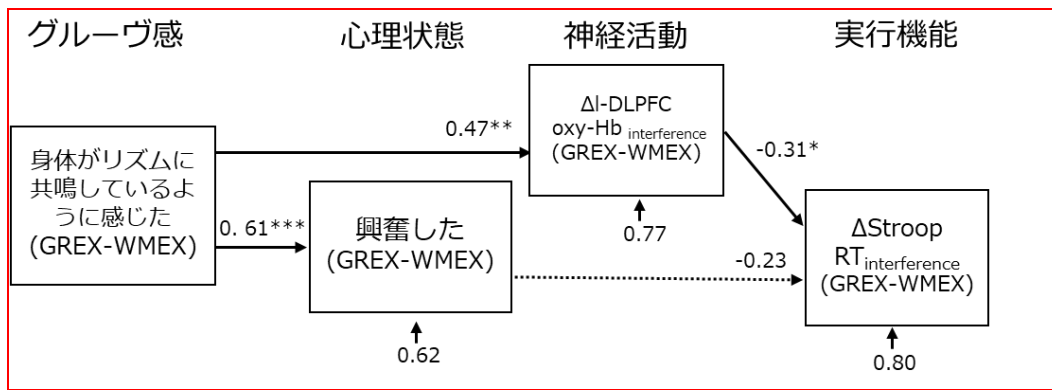 グルーヴ感
心理状態
神経活動
実行機能
身体がリズムに
共鳴しているよ
うに感じた
(GREX-WMEX)
0.47**
0. 61***
興奮した
(GREX-WMEX)
0.62
Δl-DLPFC
oxy-Hb interference
(GREX-WMEX)
0.77
-0.31*
-0.23
ΔStroop
RTinterference
(GREX-WMEX)
0.80